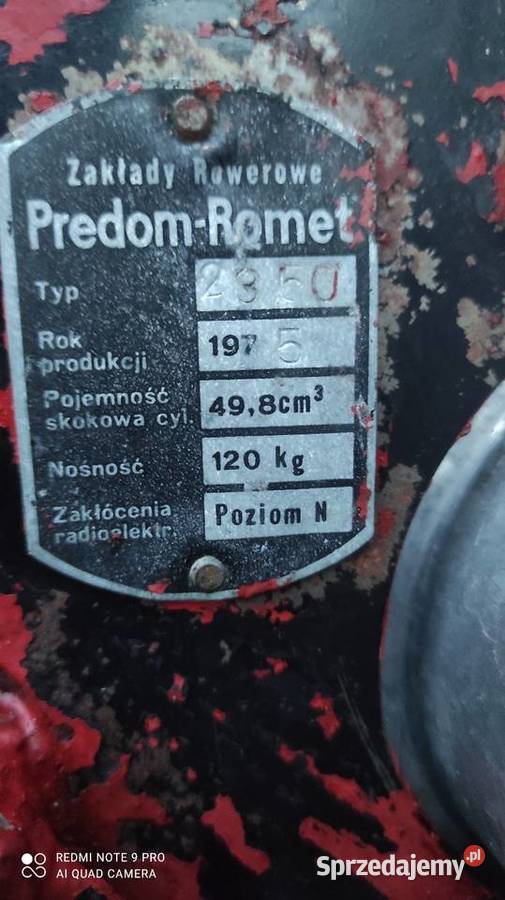 Zakłady Rowerowe
Predom-Romet
Typ 2350
Rok produkcji 1975
Pojemność skokowa cyl. 49,8cm³
Nośność 120 kg
Zakłócenia radioelektr. Poziom N
REDMI NOTE 9 PRO
AI QUAD CAMERA
Sprzedajemy.pl